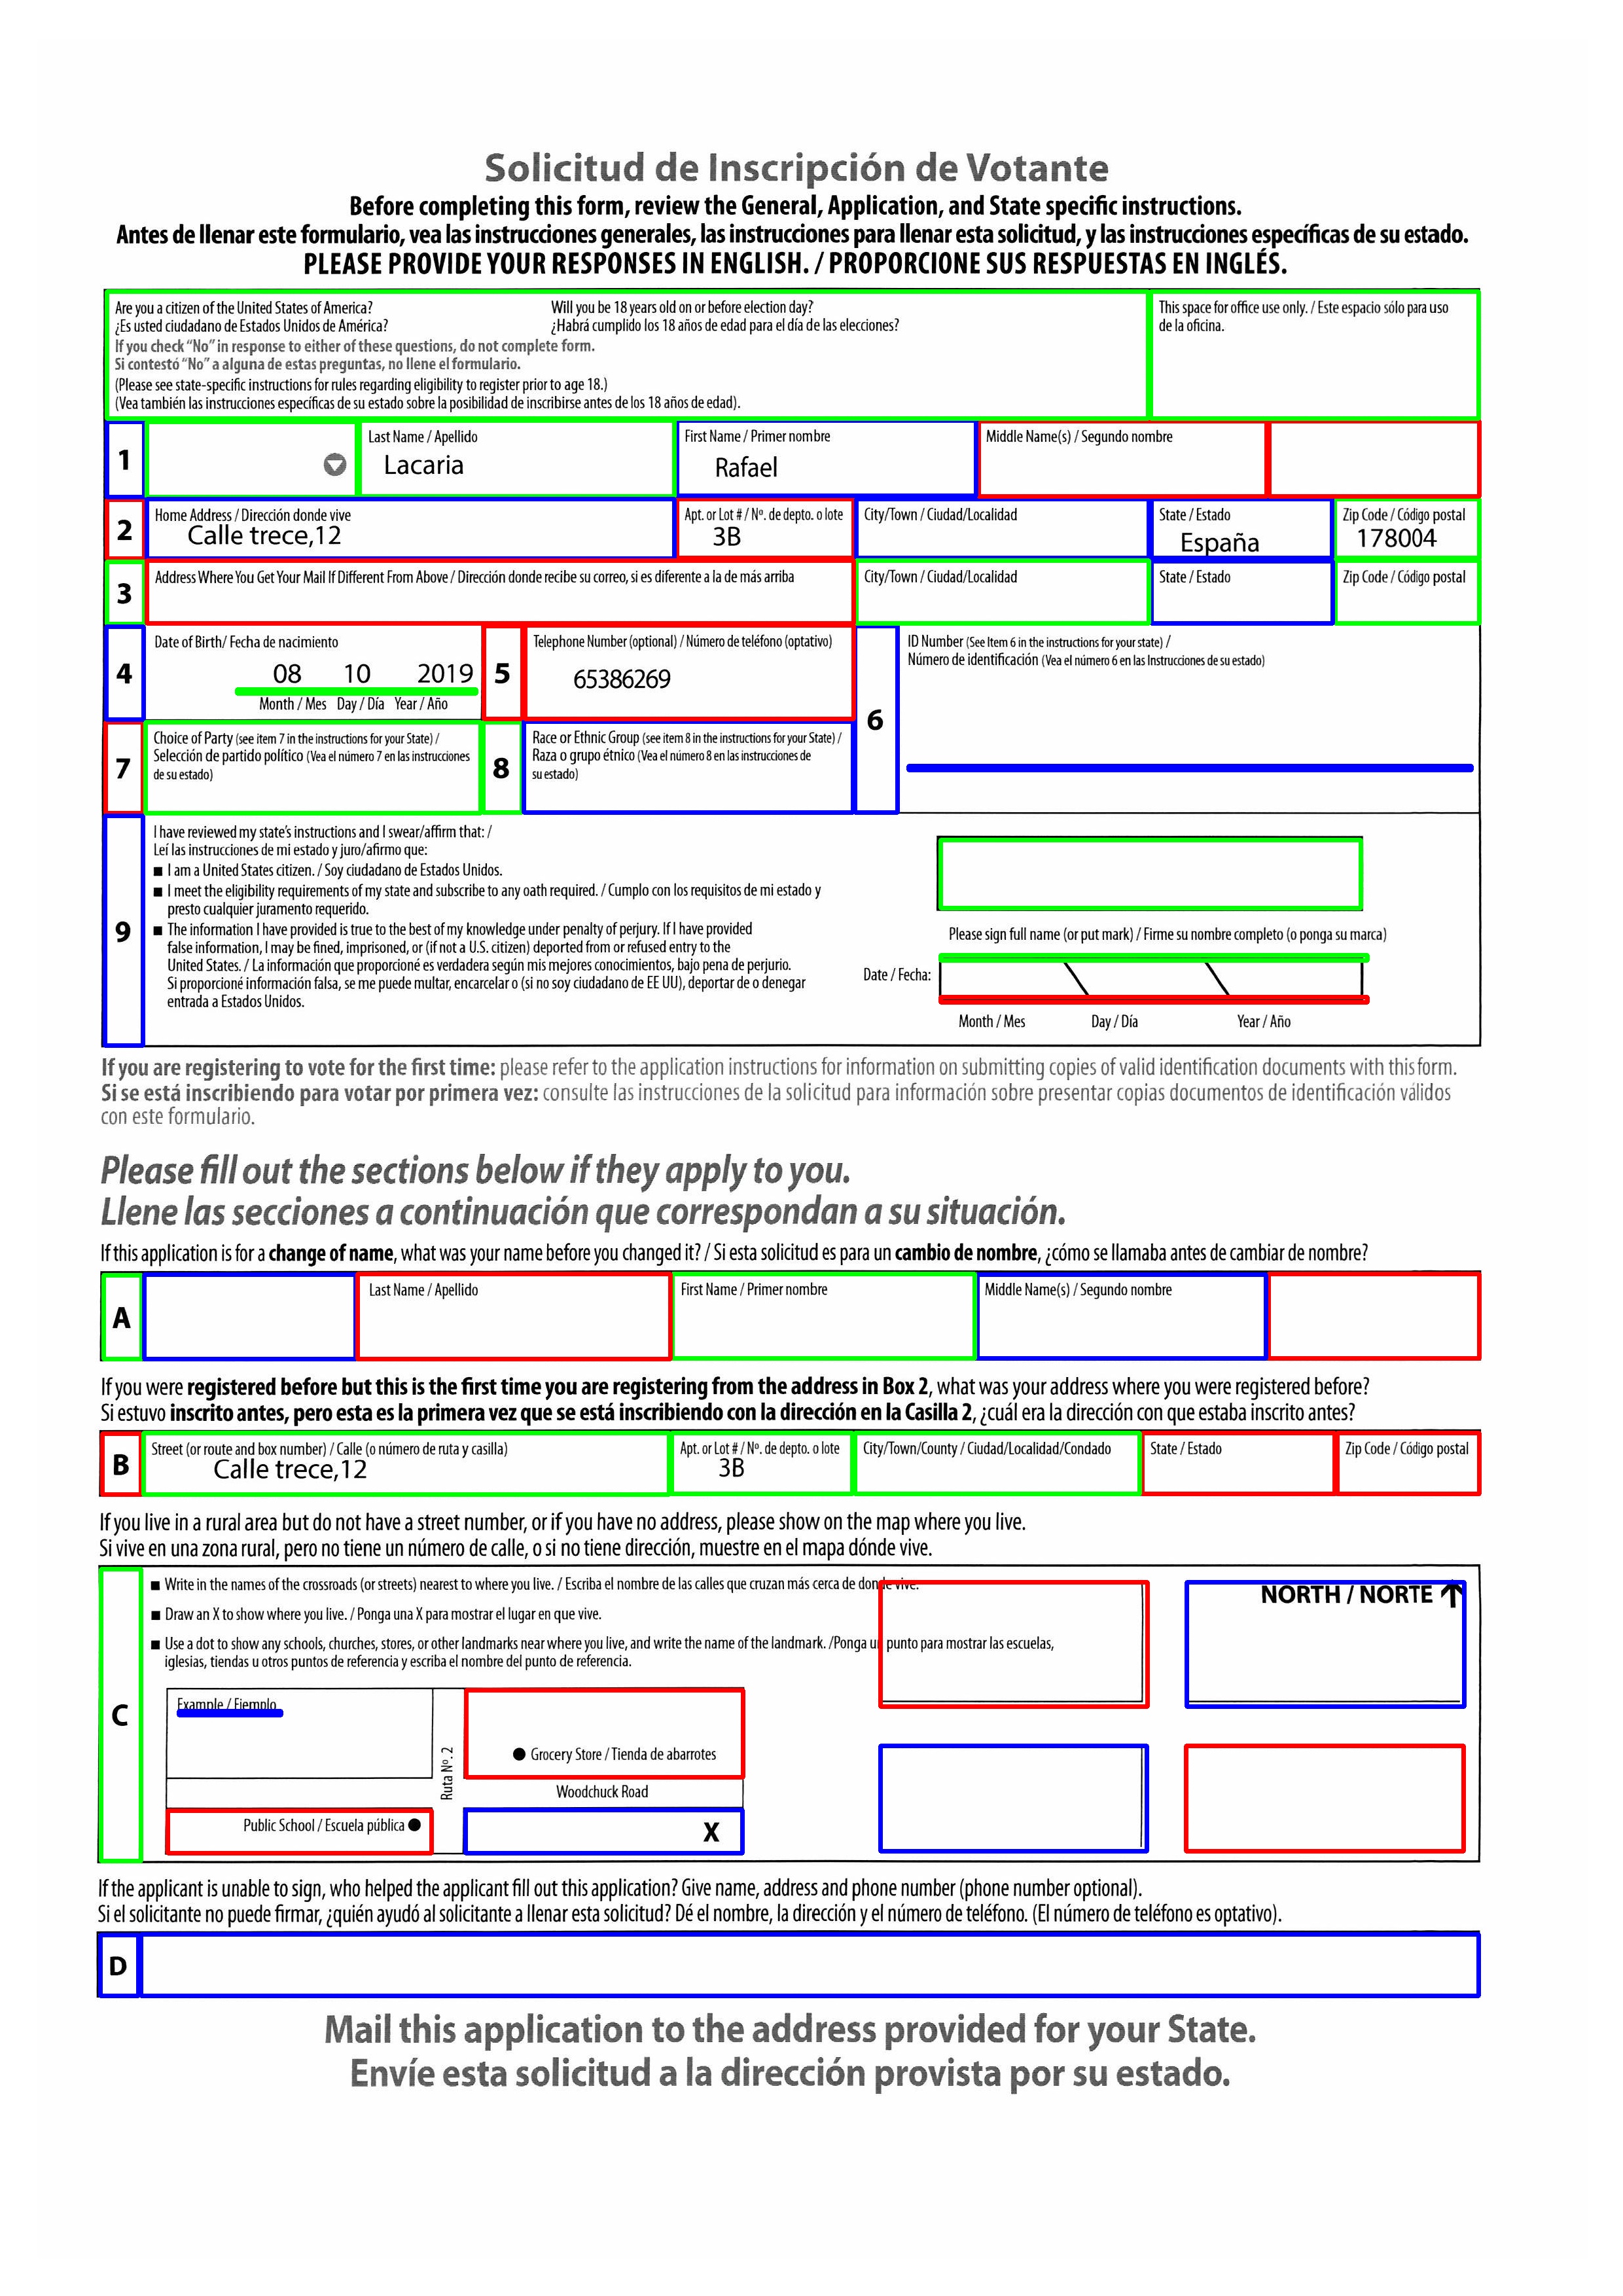 Solicitud de Inscripción de Votante
Before completing this form, review the General, Application, and State specific instructions.
Antes de llenar este formulario, vea las instrucciones generales, las instrucciones para llenar esta solicitud, y las instrucciones específicas de su estado.
PLEASE PROVIDE YOUR RESPONSES IN ENGLISH. / PROPORCIONE SUS RESPUESTAS EN INGLÉS.
Are you a citizen of the United States of America?
¿Es usted ciudadano de Estados Unidos de América?
Will you be 18 years old on or before election day?
¿Habrá cumplido los 18 años de edad para el día de las elecciones?
If you check “No” in response to either of these questions, do not complete form.
Si contestó “No” a alguna de estas preguntas, no llene el formulario.
(Please see state-specific instructions for rules regarding eligibility to register prior to age 18.)
(Vea también las instrucciones específicas de su estado sobre la posibilidad de inscribirse antes de los 18 años de edad).
This space for office use only. / Este espacio sólo para uso
de la oficina.
1
Last Name / Apellido
Lacaria
First Name / Primer nombre
Rafael
Middle Name(s) / Segundo nombre
2
Home Address / Dirección donde vive
Calle trece,12
Apt. or Lot # / Nº. de depto. o lote
3B
City/Town / Ciudad/Localidad
State / Estado
España
Zip Code / Código postal
178004
3
Address Where You Get Your Mail If Different From Above / Dirección donde recibe su correo, si es diferente a la de más arriba
City/Town / Ciudad/Localidad
State / Estado
Zip Code / Código postal
4
Date of Birth/ Fecha de nacimiento
08 10 2019
Month / Mes Day / Día Year / Año
5
Telephone Number (optional) / Número de teléfono (optativo)
65386269
6
ID Number (See Item 6 in the instructions for your state) /
Número de identificación (Vea el número 6 en las Instrucciones de su estado)
7
Choice of Party (see item 7 in the instructions for your State) /
Selección de partido político (Vea el número 7 en las instrucciones
de su estado)
8
Race or Ethnic Group (see item 8 in the instructions for your State) /
Raza o grupo étnico (Vea el número 8 en las instrucciones de
su estado)
9
I have reviewed my state’s instructions and I swear/affirm that: /
Leí las instrucciones de mi estado y juro/afirmo que:
■ I am a United States citizen. / Soy ciudadano de Estados Unidos.
■ I meet the eligibility requirements of my state and subscribe to any oath required. / Cumplo con los requisitos de mi estado y
presto cualquier juramento requerido.
■ The information I have provided is true to the best of my knowledge under penalty of perjury. If I have provided
false information, I may be fined, imprisoned, or (if not a U.S. citizen) deported from or refused entry to the
United States. / La información que proporcioné es verdadera según mis mejores conocimientos, bajo pena de perjurio.
Si proporcioné información falsa, se me puede multar, encarcelar o (si no soy ciudadano de EE UU), deportar de o denegar
entrada a Estados Unidos.
Please sign full name (or put mark) / Firme su nombre completo (o ponga su marca)
Date / Fecha:
Month / Mes Day / Día Year / Año
If you are registering to vote for the first time: please refer to the application instructions for information on submitting copies of valid identification documents with this form.
Si se está inscribiendo para votar por primera vez: consulte las instrucciones de la solicitud para información sobre presentar copias documentos de identificación válidos
con este formulario.
Please fill out the sections below if they apply to you.
Llene las secciones a continuación que correspondan a su situación.
If this application is for a change of name, what was your name before you changed it? / Si esta solicitud es para un cambio de nombre, ¿cómo se llamaba antes de cambiar de nombre?
A
Last Name / Apellido
First Name / Primer nombre
Middle Name(s) / Segundo nombre
If you were registered before but this is the first time you are registering from the address in Box 2, what was your address where you were registered before?
Si estuvo inscrito antes, pero esta es la primera vez que se está inscribiendo con la dirección en la Casilla 2, ¿cuál era la dirección con que estaba inscrito antes?
B
Street (or route and box number) / Calle (o número de ruta y casilla)
Calle trece,12
Apt. or Lot # / Nº. de depto. o lote
3B
City/Town/County / Ciudad/Localidad/Condado
State / Estado
Zip Code / Código postal
If you live in a rural area but do not have a street number, or if you have no address, please show on the map where you live.
Si vive en una zona rural, pero no tiene un número de calle, o si no tiene dirección, muestre en el mapa dónde vive.
C
■ Write in the names of the crossroads (or streets) nearest to where you live. / Escriba el nombre de las calles que cruzan más cerca de donde vive.
■ Draw an X to show where you live. / Ponga una X para mostrar el lugar en que vive.
■ Use a dot to show any schools, churches, stores, or other landmarks near where you live, and write the name of the landmark. /Ponga un punto para mostrar las escuelas,
iglesias, tiendas u otros puntos de referencia y escriba el nombre del punto de referencia.
NORTH / NORTE
Example / Ejemplo
Ruta Nº. 2
Grocery Store / Tienda de abarrotes
Woodchuck Road
Public School / Escuela pública
X
If the applicant is unable to sign, who helped the applicant fill out this application? Give name, address and phone number (phone number optional).
Si el solicitante no puede firmar, ¿quién ayudó al solicitante a llenar esta solicitud? Dé el nombre, la dirección y el número de teléfono. (El número de teléfono es optativo).
D
Mail this application to the address provided for your State.
Envíe esta solicitud a la dirección provista por su estado.